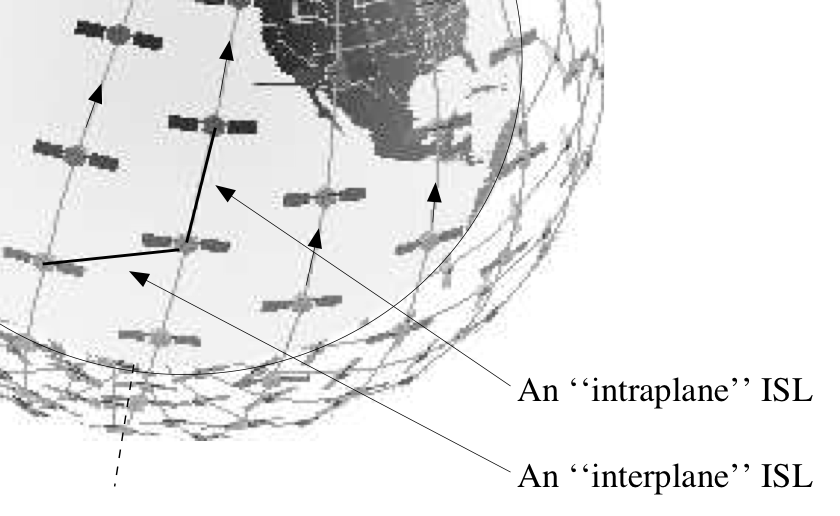 An ‘‘intraplane’’ ISL
An ‘‘interplane’’ ISL